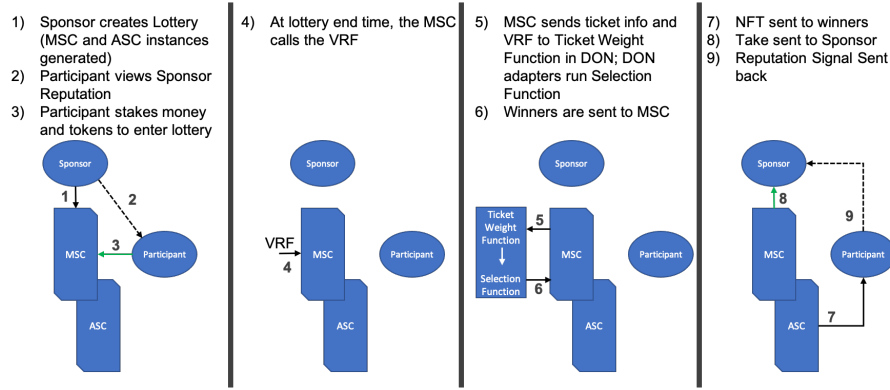 1) Sponsor creates Lottery
(MSC and ASC instances
generated)
2) Participant views Sponsor
Reputation
3) Participant stakes money
and tokens to enter lottery
Sponsor
1
2
MSC
3
Participant
ASC
4) At lottery end time, the MSC
calls the VRF
Sponsor
VRF
4
MSC
Participant
ASC
5) MSC sends ticket info and
VRF to Ticket Weight
Function in DON; DON
adapters run Selection
Function
6) Winners are sent to MSC
Sponsor
Ticket
Weight
Function
5
MSC
Participant
Selection
Function
6
ASC
7) NFT sent to winners
8) Take sent to Sponsor
9) Reputation Signal Sent
back
Sponsor
8
9
MSC
Participant
ASC
7